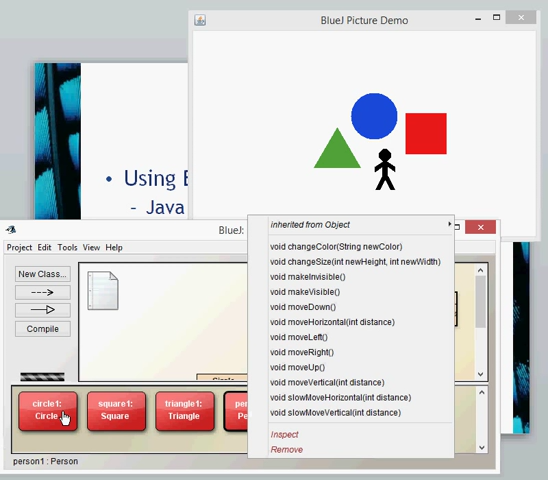 BlueJ Picture Demo
• Using
- Java
BlueJ:
Project Edit Tools View Help
New Class...
Compile
inherited from Object
void changeColor(String newColor)
void changeSize(int newHeight, int newWidth)
void makeInvisible()
void makeVisible()
void moveDown()
void moveHorizontal(int distance)
void moveLeft()
void moveRight()
void moveUp()
void moveVertical(int distance)
void slowMoveHorizontal(int distance)
void slowMoveVertical(int distance)
Inspect
Remove
circle1:
Circle
square1:
Square
triangle1:
Triangle
person1 : Person